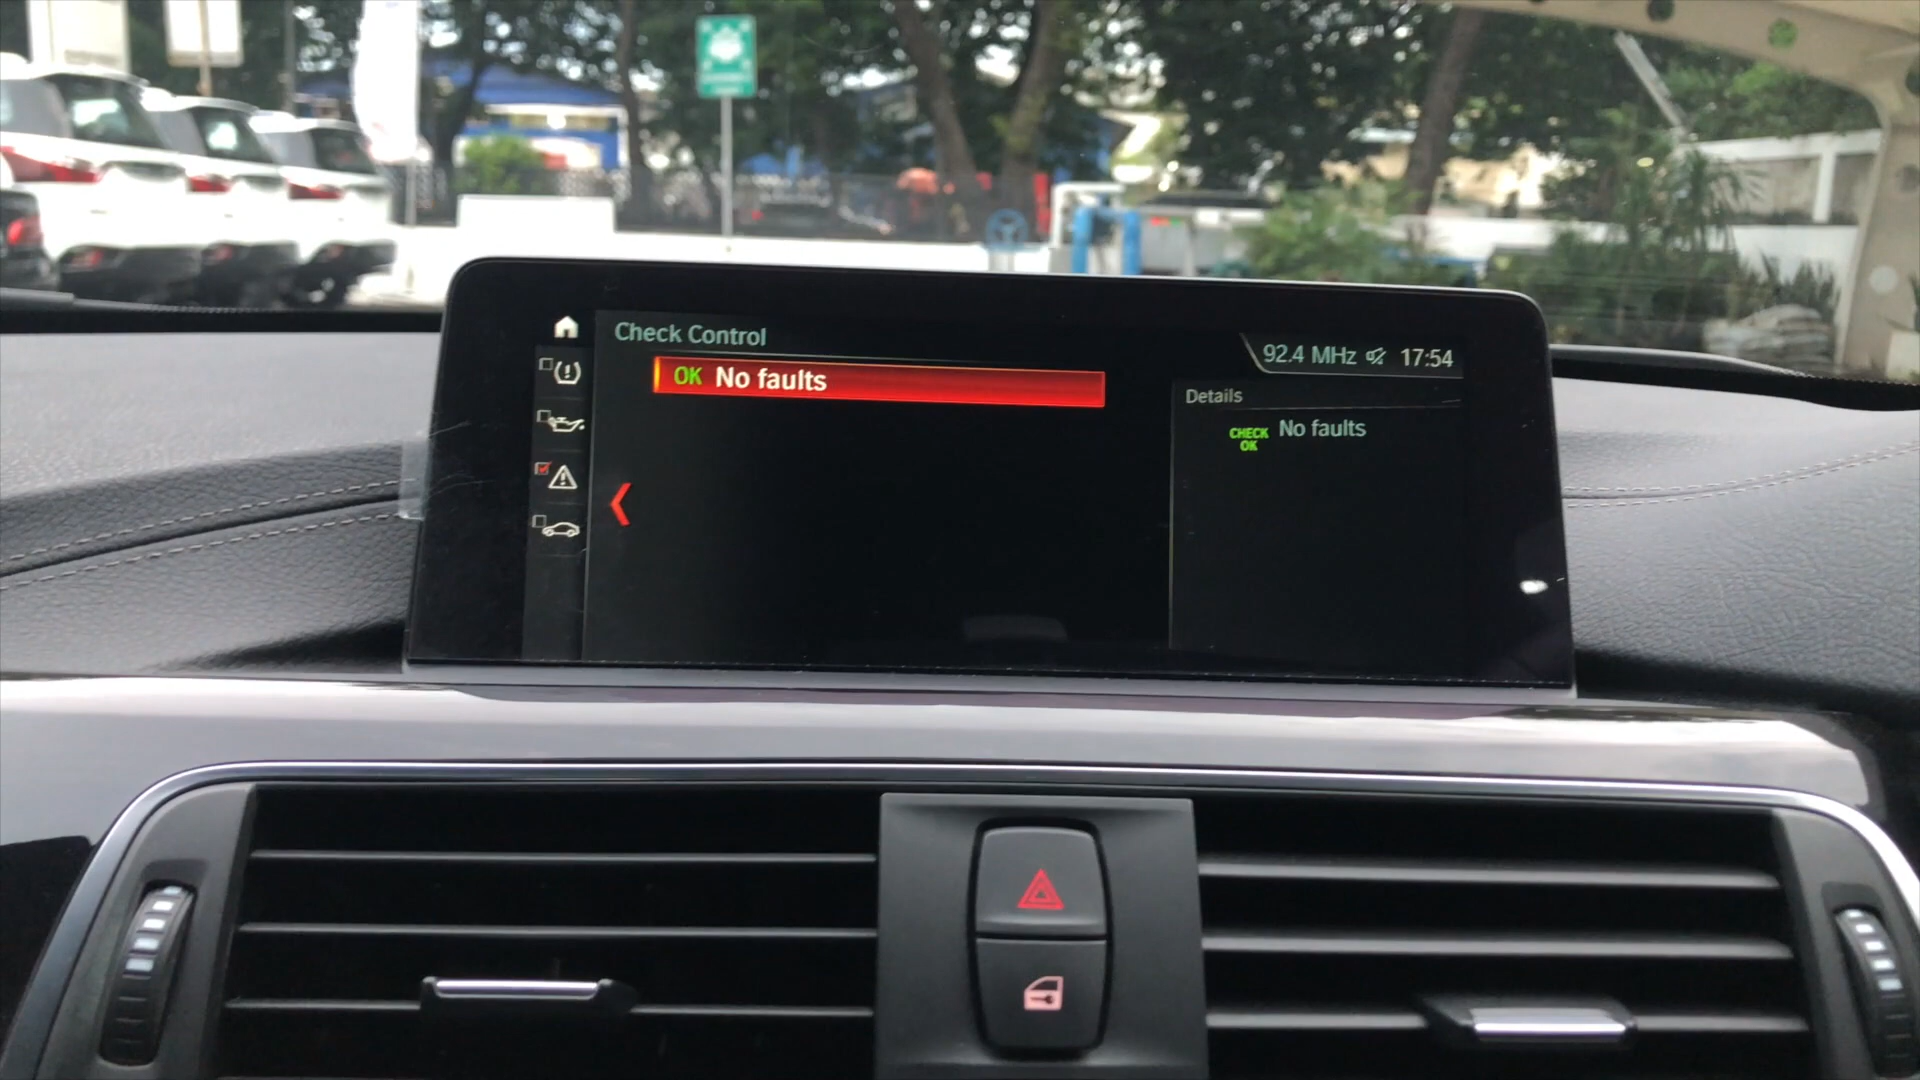 Check Control
92.4 MHz 17:54
OK No faults
Details
CHECK OK No faults